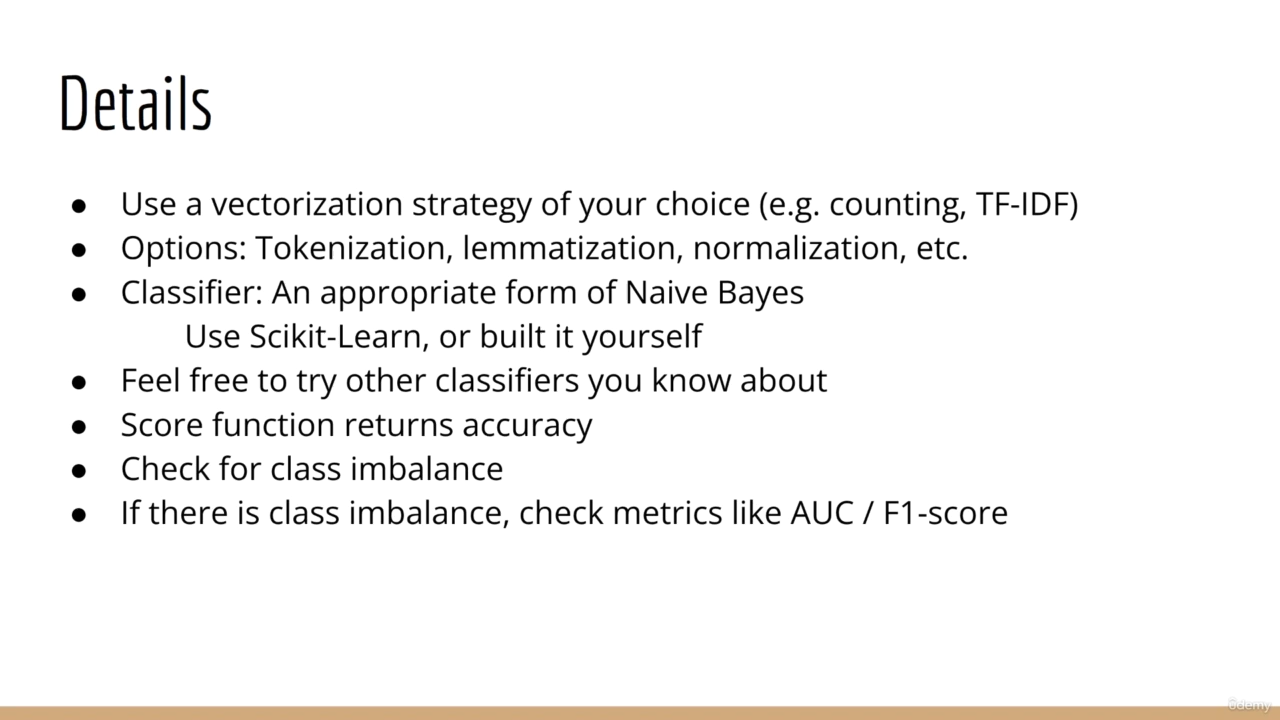 Details
● Use a vectorization strategy of your choice (e.g. counting, TF-IDF)
● Options: Tokenization, lemmatization, normalization, etc.
● Classifier: An appropriate form of Naive Bayes
Use Scikit-Learn, or built it yourself
● Feel free to try other classifiers you know about
● Score function returns accuracy
● Check for class imbalance
● If there is class imbalance, check metrics like AUC / F1-score
ûdemy